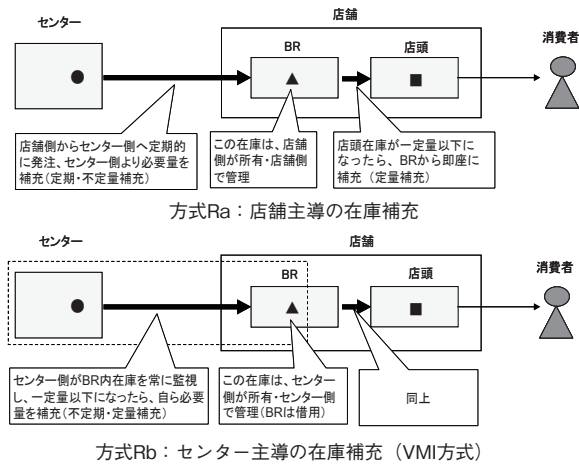 店舗
センター
BR
店頭
消費者
店舗側からセンター側へ定期的
に発注、センター側より必要量を
補充(定期・不定量補充)
この在庫は、店舗
側が所有・店舗側
で管理
店頭在庫が一定量以下に
なったら、BRから即座に
補充 (定量補充)
方式Ra:店舗主導の在庫補充
センター
店舗
BR
店頭
消費者
センター側がBR内在庫を常に監視
し、一定量以下になったら、自ら必要
量を補充(不定期・定量補充)
この在庫は、センター
側が所有・センター側
で管理(BRは借用)
同上
方式Rb:センター主導の在庫補充(VMI方式)